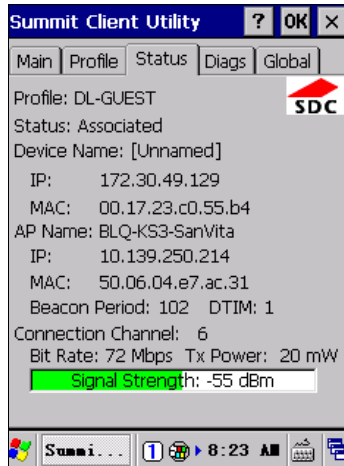 Summit Client Utility ? OK ×
Main Profile Status Diags Global
Profile: DL-GUEST
SDC
Status: Associated
Device Name: [Unnamed]
IP: 172.30.49.129
MAC: 00.17.23.c0.55.b4
AP Name: BLQ-KS3-SanVita
IP: 10.139.250.214
MAC: 50.06.04.e7.ac.31
Beacon Period: 102 DTIM: 1
Connection Channel: 6
Bit Rate: 72 Mbps Tx Power: 20 mW
Signal Strength: -55 dBm
Summi... 1 8:23 AM